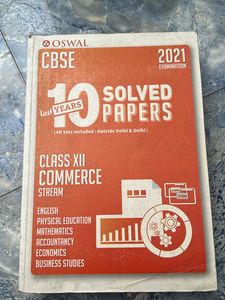 OSWAL
CBSE
2021
EXAMINATION
last 10 YEARS
SOLVED
PAPERS
(All Sets Included : Outside Delhi & Delhi)
CLASS XII
COMMERCE
STREAM
ENGLISH
PHYSICAL EDUCATION
MATHEMATICS
ACCOUNTANCY
ECONOMICS
BUSINESS STUDIES